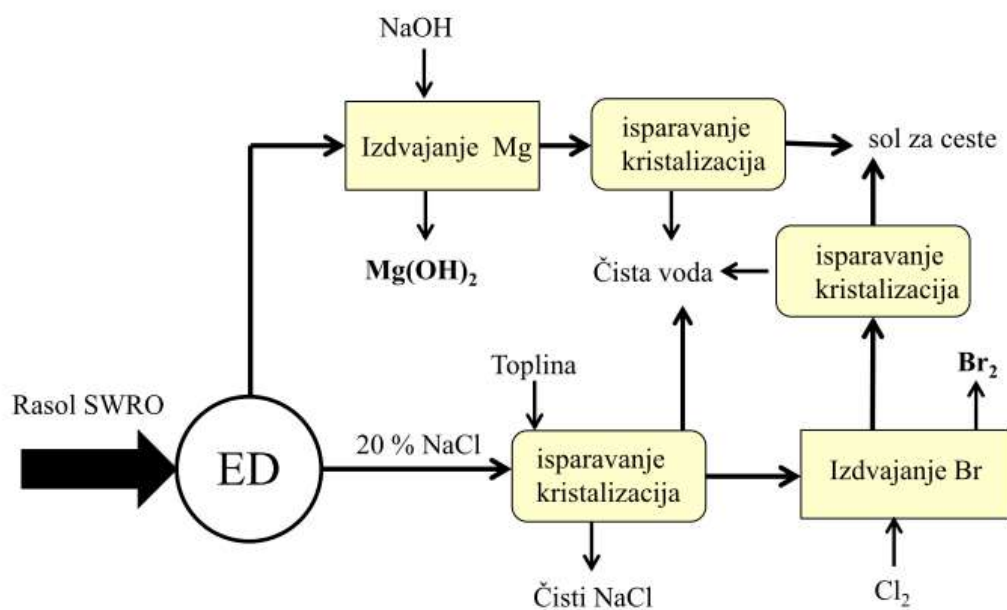 NaOH
Izdvajanje Mg
isparavanje
kristalizacija
sol za ceste
Mg(OH)2
Čista voda
isparavanje
kristalizacija
Rasol SWRO
ED
20 % NaCl
Toplina
isparavanje
kristalizacija
Br2
Izdvajanje Br
Čisti NaCl
Cl2